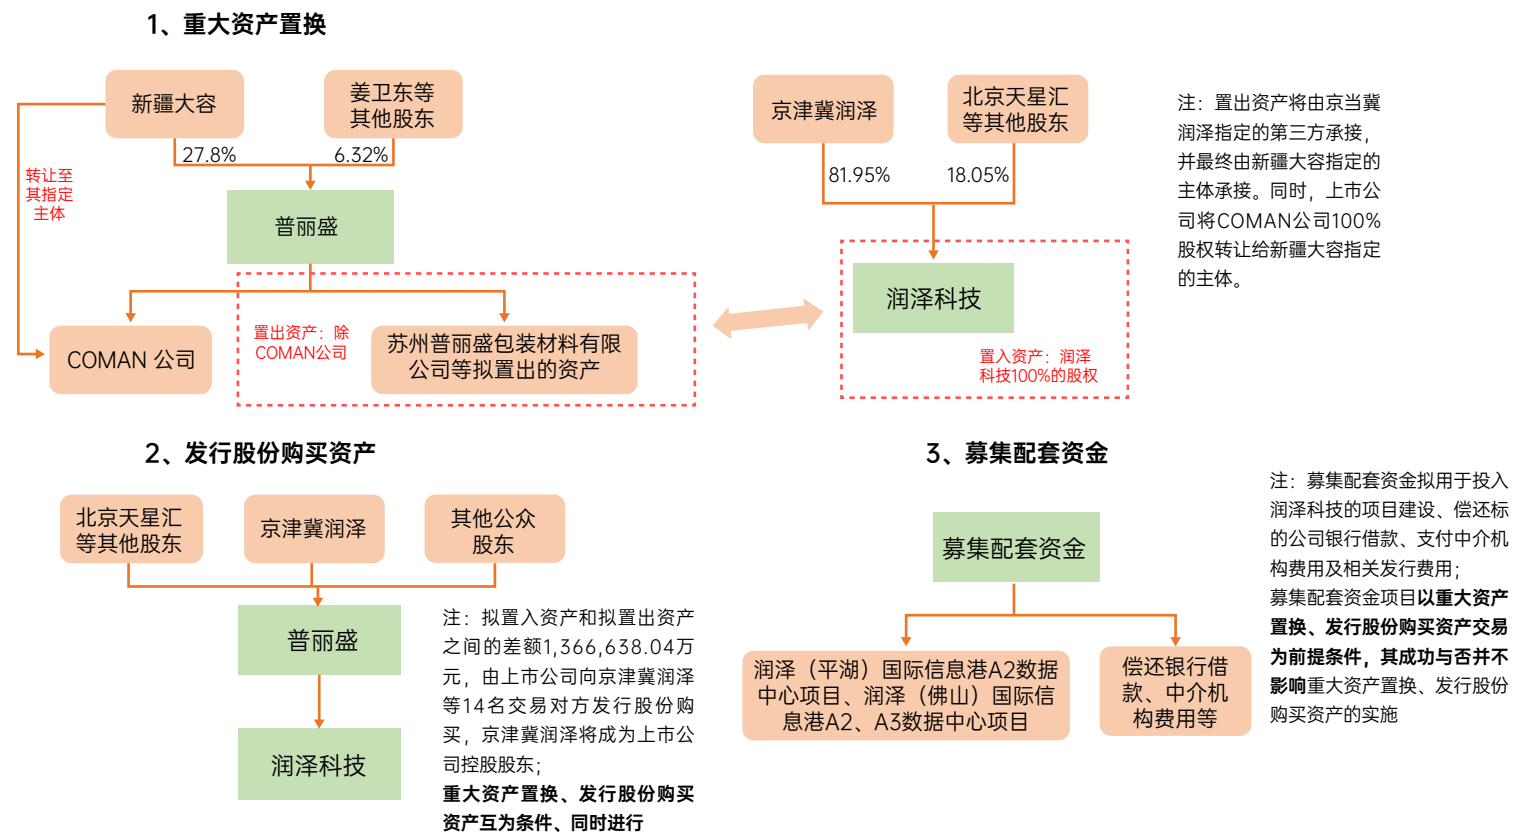 1、重大资产置换
新疆大容
姜卫东等
其他股东
27.8%
6.32%
转让至
其指定
主体
普丽盛
COMAN 公司
置出资产：除
COMAN公司
苏州普丽盛包装材料有限
公司等拟置出的资产
京津冀润泽
北京天星汇
等其他股东
81.95%
18.05%
润泽科技
置入资产：润泽
科技100%的股权
注：置出资产将由京当冀
润泽指定的第三方承接，
并最终由新疆大容指定的
主体承接。同时，上市公
司将COMAN公司100%
股权转让给新疆大容指定
的主体。
2、发行股份购买资产
北京天星汇
等其他股东
京津冀润泽
其他公众
股东
普丽盛
润泽科技
注：拟置入资产和拟置出资产
之间的差额1,366,638.04万
元，由上市公司向京津冀润泽
等14名交易对方发行股份购
买，京津冀润泽将成为上市公
司控股股东；
重大资产置换、发行股份购买
资产互为条件、同时进行
3、募集配套资金
募集配套资金
润泽（平湖）国际信息港A2数据
中心项目、润泽（佛山）国际信
息港A2、A3数据中心项目
偿还银行借
款、中介机
构费用等
注：募集配套资金拟用于投入
润泽科技的项目建设、偿还标
的公司银行借款、支付中介机
构费用及相关发行费用；
募集配套资金项目以重大资产
置换、发行股份购买资产交易
为前提条件，其成功与否并不
影响重大资产置换、发行股份
购买资产的实施